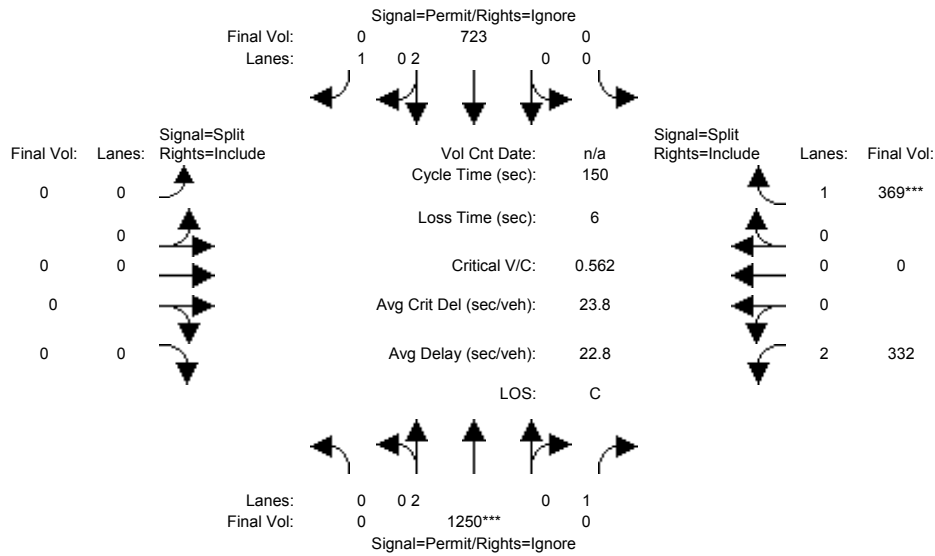 Signal=Permit/Rights=Ignore
Final Vol: 0 723 0
Lanes: 1 0 2 0 0
Signal=Split Signal=Split
Final Vol: Lanes: Rights=Include Vol Cnt Date: n/a Rights=Include Lanes: Final Vol:
Cycle Time (sec): 150
0 0 1 369***
Loss Time (sec): 6
0 0
0 0 Critical V/C: 0.562 0 0
0 Avg Crit Del (sec/veh): 23.8 0
0 0 Avg Delay (sec/veh): 22.8 2 332
LOS: C
Lanes: 0 0 2 0 1
Final Vol: 0 1250*** 0
Signal=Permit/Rights=Ignore